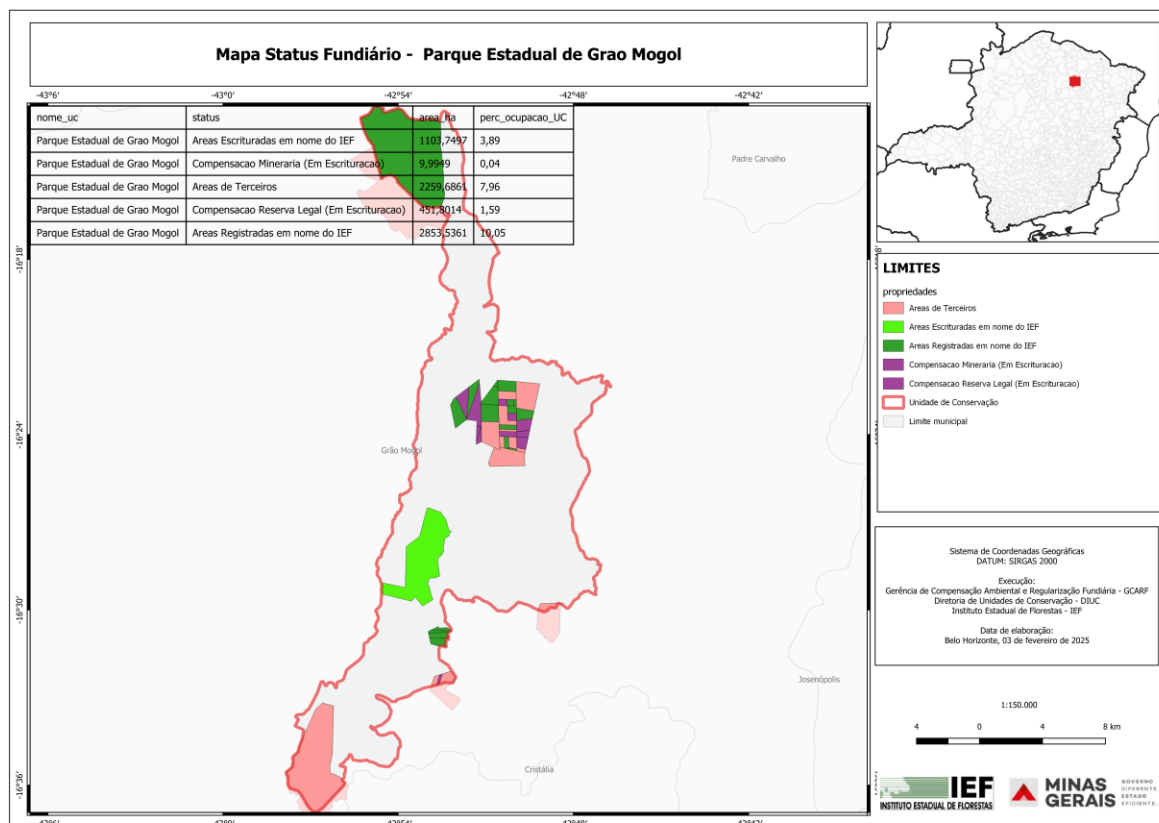 Mapa Status Fundiário - Parque Estadual de Grao Mogol
-43°6' -43°0' -42°54' -42°48' -42°42'
nome_uc status area_ha perc_ocupacao_UC
Parque Estadual de Grao Mogol Areas Escrituradas em nome do IEF 1103,7497 3,89
Parque Estadual de Grao Mogol Compensacao Mineraria (Em Escrituracao) 9,9949 0,04
Parque Estadual de Grao Mogol Areas de Terceiros 2259,6861 7,96
Parque Estadual de Grao Mogol Compensacao Reserva Legal (Em Escrituracao) 451,8014 1,59
Parque Estadual de Grao Mogol Areas Registradas em nome do IEF 2853,5361 10,05
Padre Carvalho
-16°18'
Grão Mogol
-16°24'
-16°30'
Josenópolis
Cristália
-16°36'
LIMITES
propriedades
Areas de Terceiros
Areas Escrituradas em nome do IEF
Areas Registradas em nome do IEF
Compensacao Mineraria (Em Escrituracao)
Compensacao Reserva Legal (Em Escrituracao)
Unidade de Conservação
Limite municipal
Sistema de Coordenadas Geográficas
DATUM: SIRGAS 2000
Execução:
Gerência de Compensação Ambiental e Regularização Fundiária - GCARF
Diretoria de Unidades de Conservação - DIUC
Instituto Estadual de Florestas - IEF
Data de elaboração:
Belo Horizonte, 03 de fevereiro de 2025
1:150.000
4 0 4 8 km
IEF
INSTITUTO ESTADUAL DE FLORESTAS
MINAS
GERAIS
GOVERNO
DIFERENTE.
ESTADO
EFICIENTE.